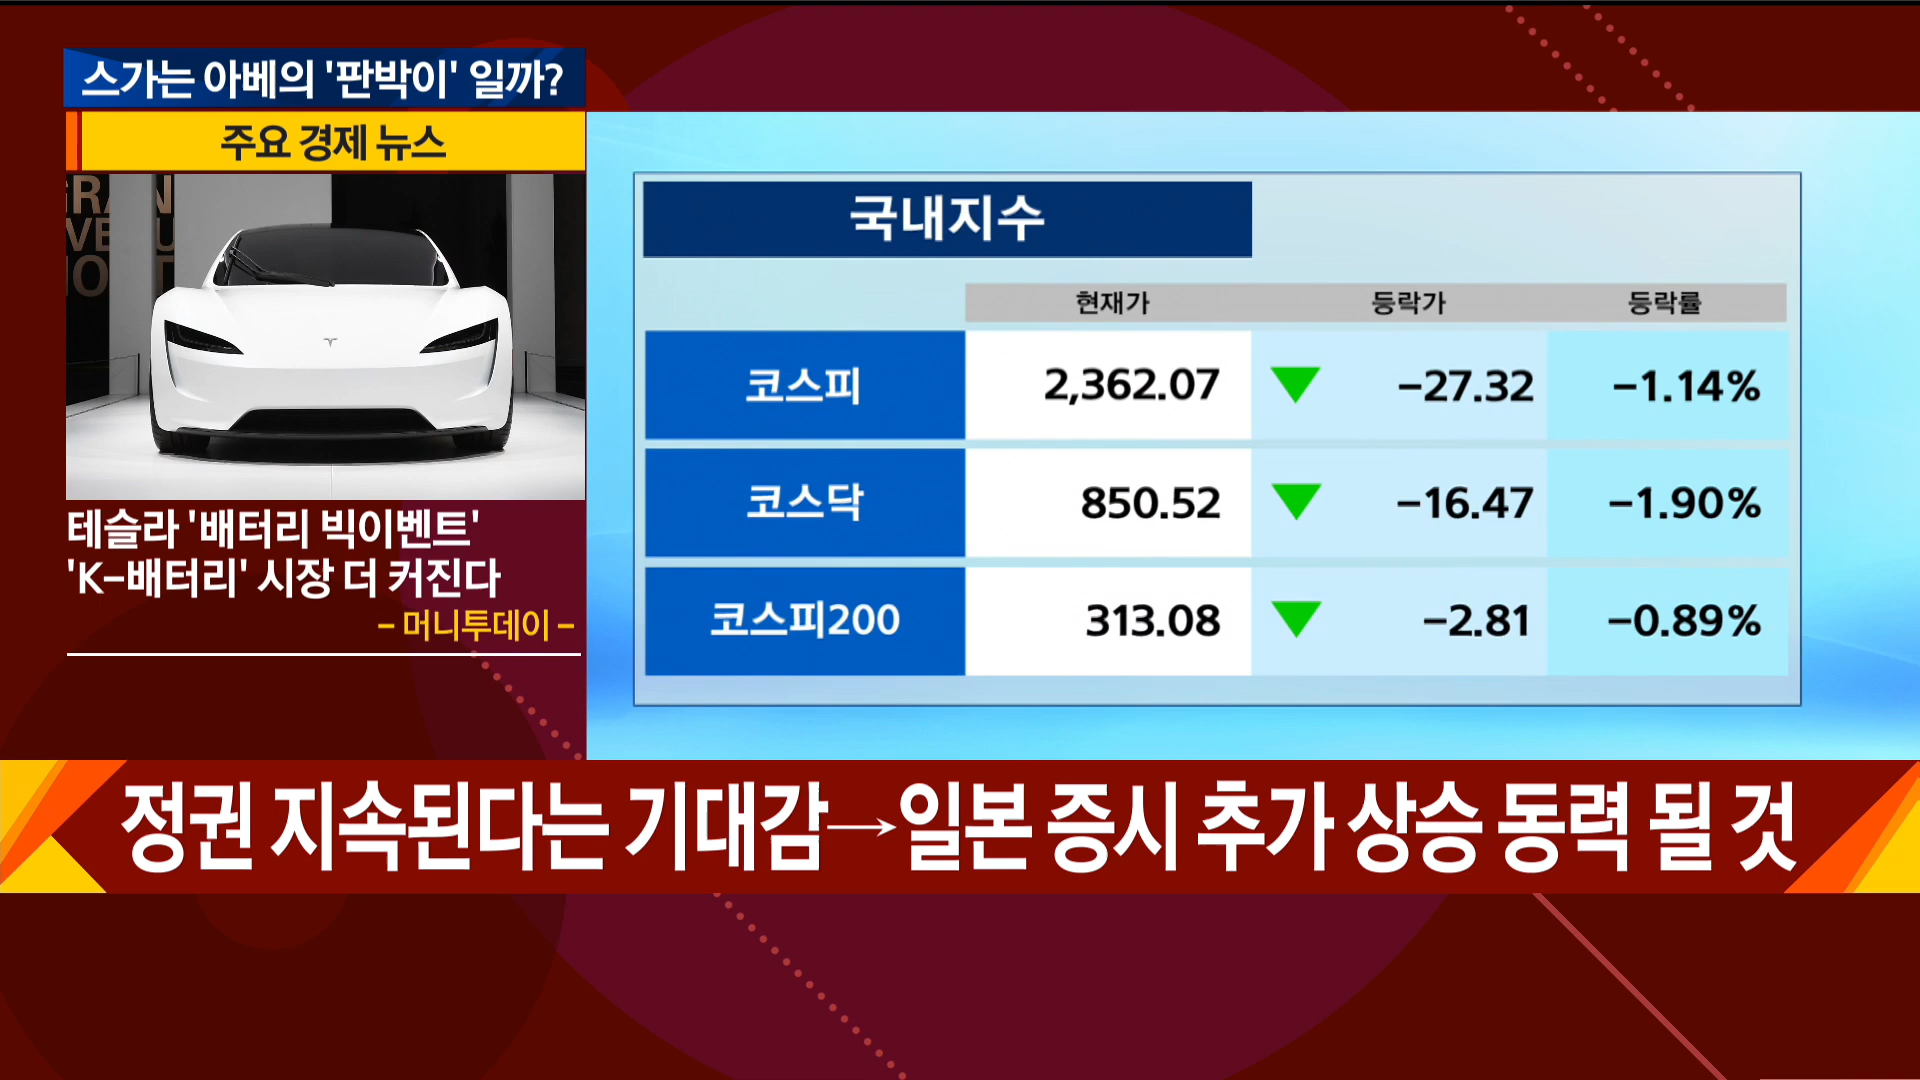 스가는 아베의 '판박이' 일까?
주요 경제 뉴스
테슬라 '배터리 빅이벤트'
'K-배터리' 시장 더 커진다
- 머니투데이 -
국내지수
현재가 등락가 등락률
코스피 2,362.07 ▼ -27.32 -1.14%
코스닥 850.52 ▼ -16.47 -1.90%
코스피200 313.08 ▼ -2.81 -0.89%
정권 지속된다는 기대감→일본 증시 추가 상승 동력 될 것